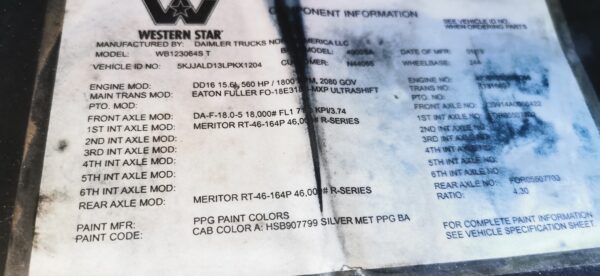 COMPONENT INFORMATION
SEE VEHICLE ID NUMBER
WHEN ORDERING PARTS
WESTERN STAR
MANUFACTURED BY: DAIMLER TRUCKS NORTH AMERICA LLC
MODEL: WB123064S T DATE OF MFR:
VEHICLE ID NO: 5KJJALD13LPKX1204 WHEELBASE: 244
ENGINE MOD: DD16 15.6L 560 HP / 1800 RPM, 2080 GOV ENGINE NO:
MAIN TRANS MOD: EATON FULLER FO-18E318B-MXP ULTRASHIFT TRANS NO:
PTO. MOD: PTO. NO:
FRONT AXLE MOD: DA-F-18.0-5 18,000# FL1 KPI/3.74 FRONT AXLE NO:
1ST INT AXLE MOD: MERITOR RT-46-164P 46,000# R-SERIES 1ST INT AXLE NO:
2ND INT AXLE MOD: 2ND INT AXLE NO:
3RD INT AXLE MOD: 3RD INT AXLE NO:
4TH INT AXLE MOD: 4TH INT AXLE NO:
5TH INT AXLE MOD: 5TH INT AXLE NO:
6TH INT AXLE MOD: 6TH INT AXLE NO:
REAR AXLE MOD: MERITOR RT-46-164P 46,000# R-SERIES REAR AXLE NO:
RATIO: 4.30
PAINT MFR: PPG PAINT COLORS
PAINT CODE: CAB COLOR A: HSB907799 SILVER MET PPG BA
FOR COMPLETE PAINT INFORMATION
SEE VEHICLE SPECIFICATION SHEET.